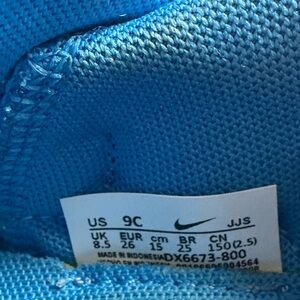 US 9C JJS
UK EUR cm BR CN
8.5 26 15 25 150(2.5)
MADE IN INDONESIA DX6673-800